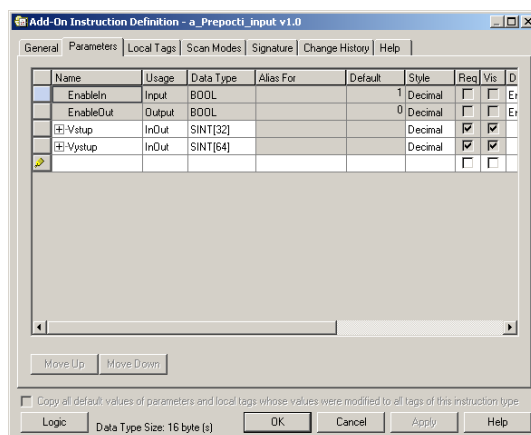 Add-On Instruction Definition - a_Prepocti_input v1.0
General Parameters Local Tags Scan Modes Signature Change History Help
Name Usage Data Type Alias For Default Style Req Vis D
EnableIn Input BOOL 1 Decimal Er
EnableOut Output BOOL 0 Decimal Er
Vstup InOut SINT[32] Decimal
Vystup InOut SINT[64] Decimal
Move Up Move Down
Copy all default values of parameters and local tags whose values were modified to all tags of this instruction type
Logic Data Type Size: 16 byte (s) OK Cancel Apply Help